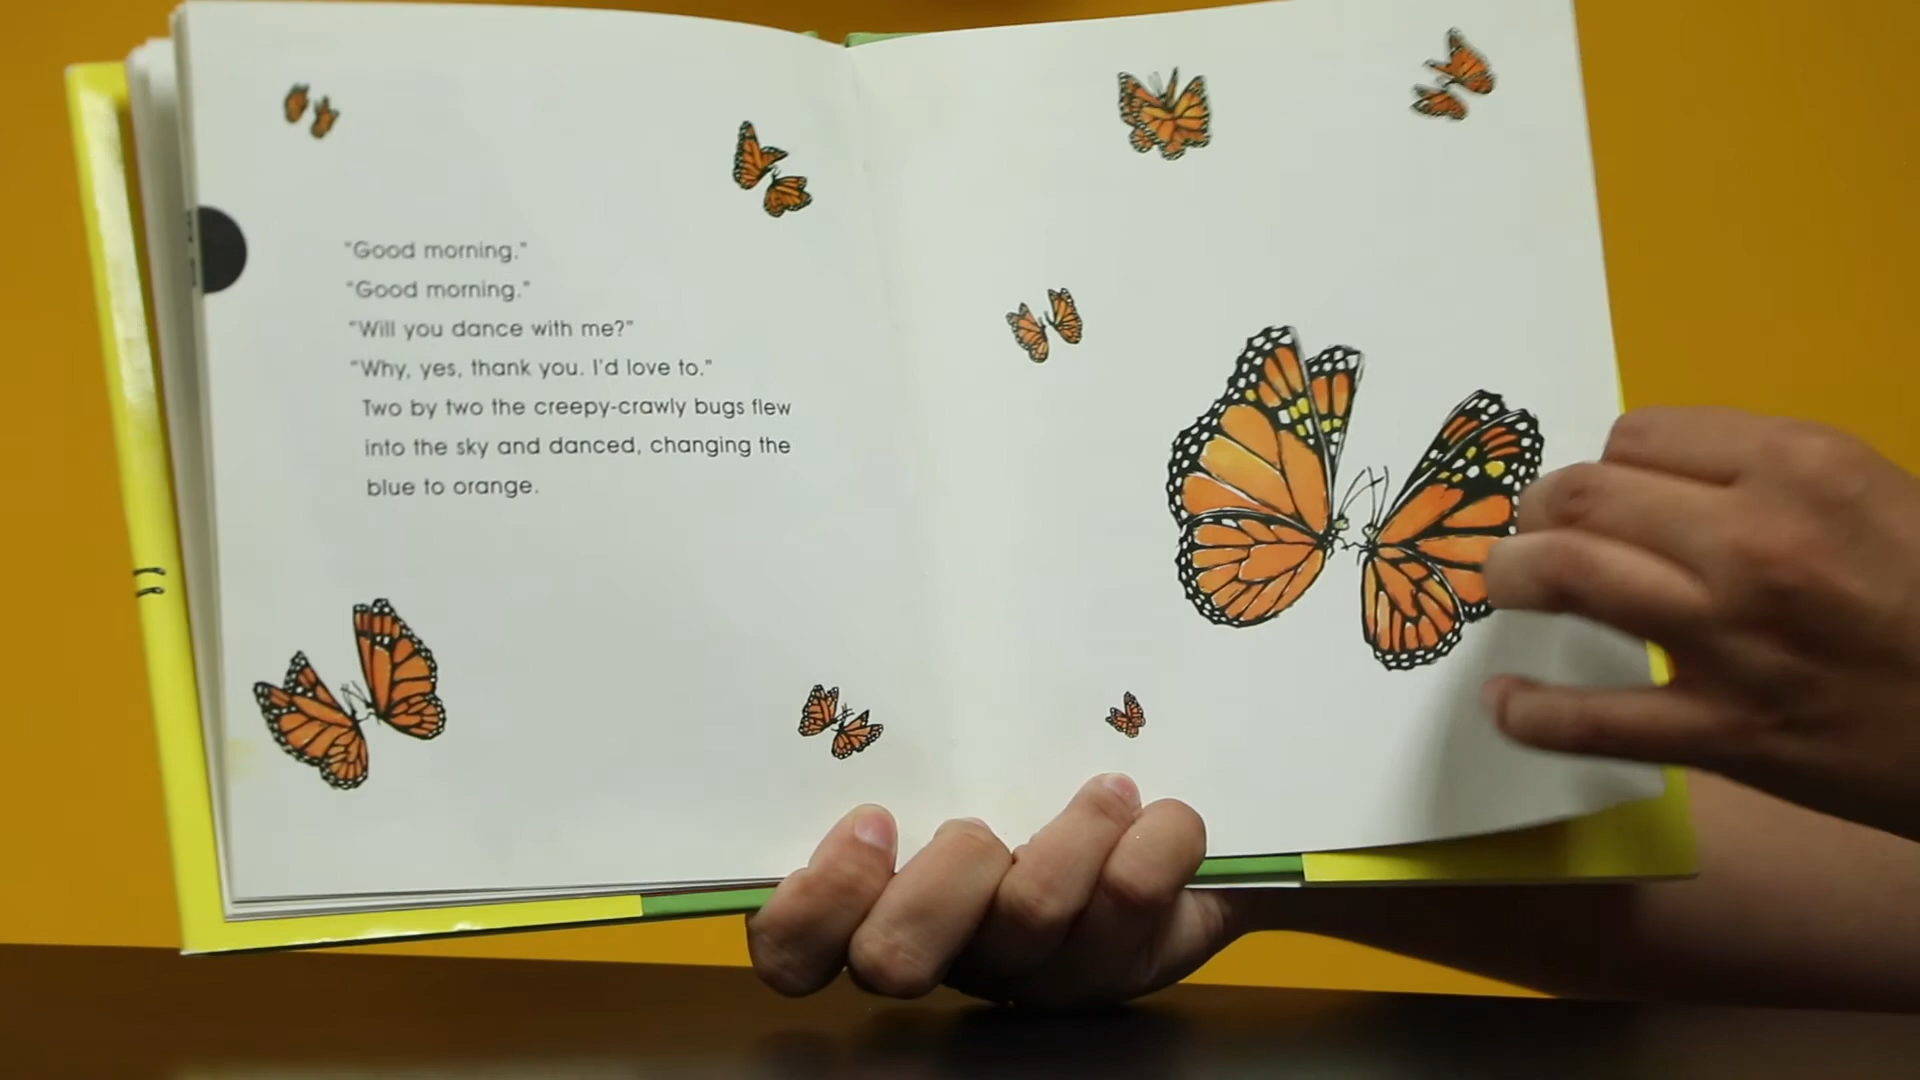 "Good morning."
"Good morning."
"Will you dance with me?"
"Why, yes, thank you. I'd love to."
Two by two the creepy-crawly bugs flew
into the sky and danced, changing the
blue to orange.